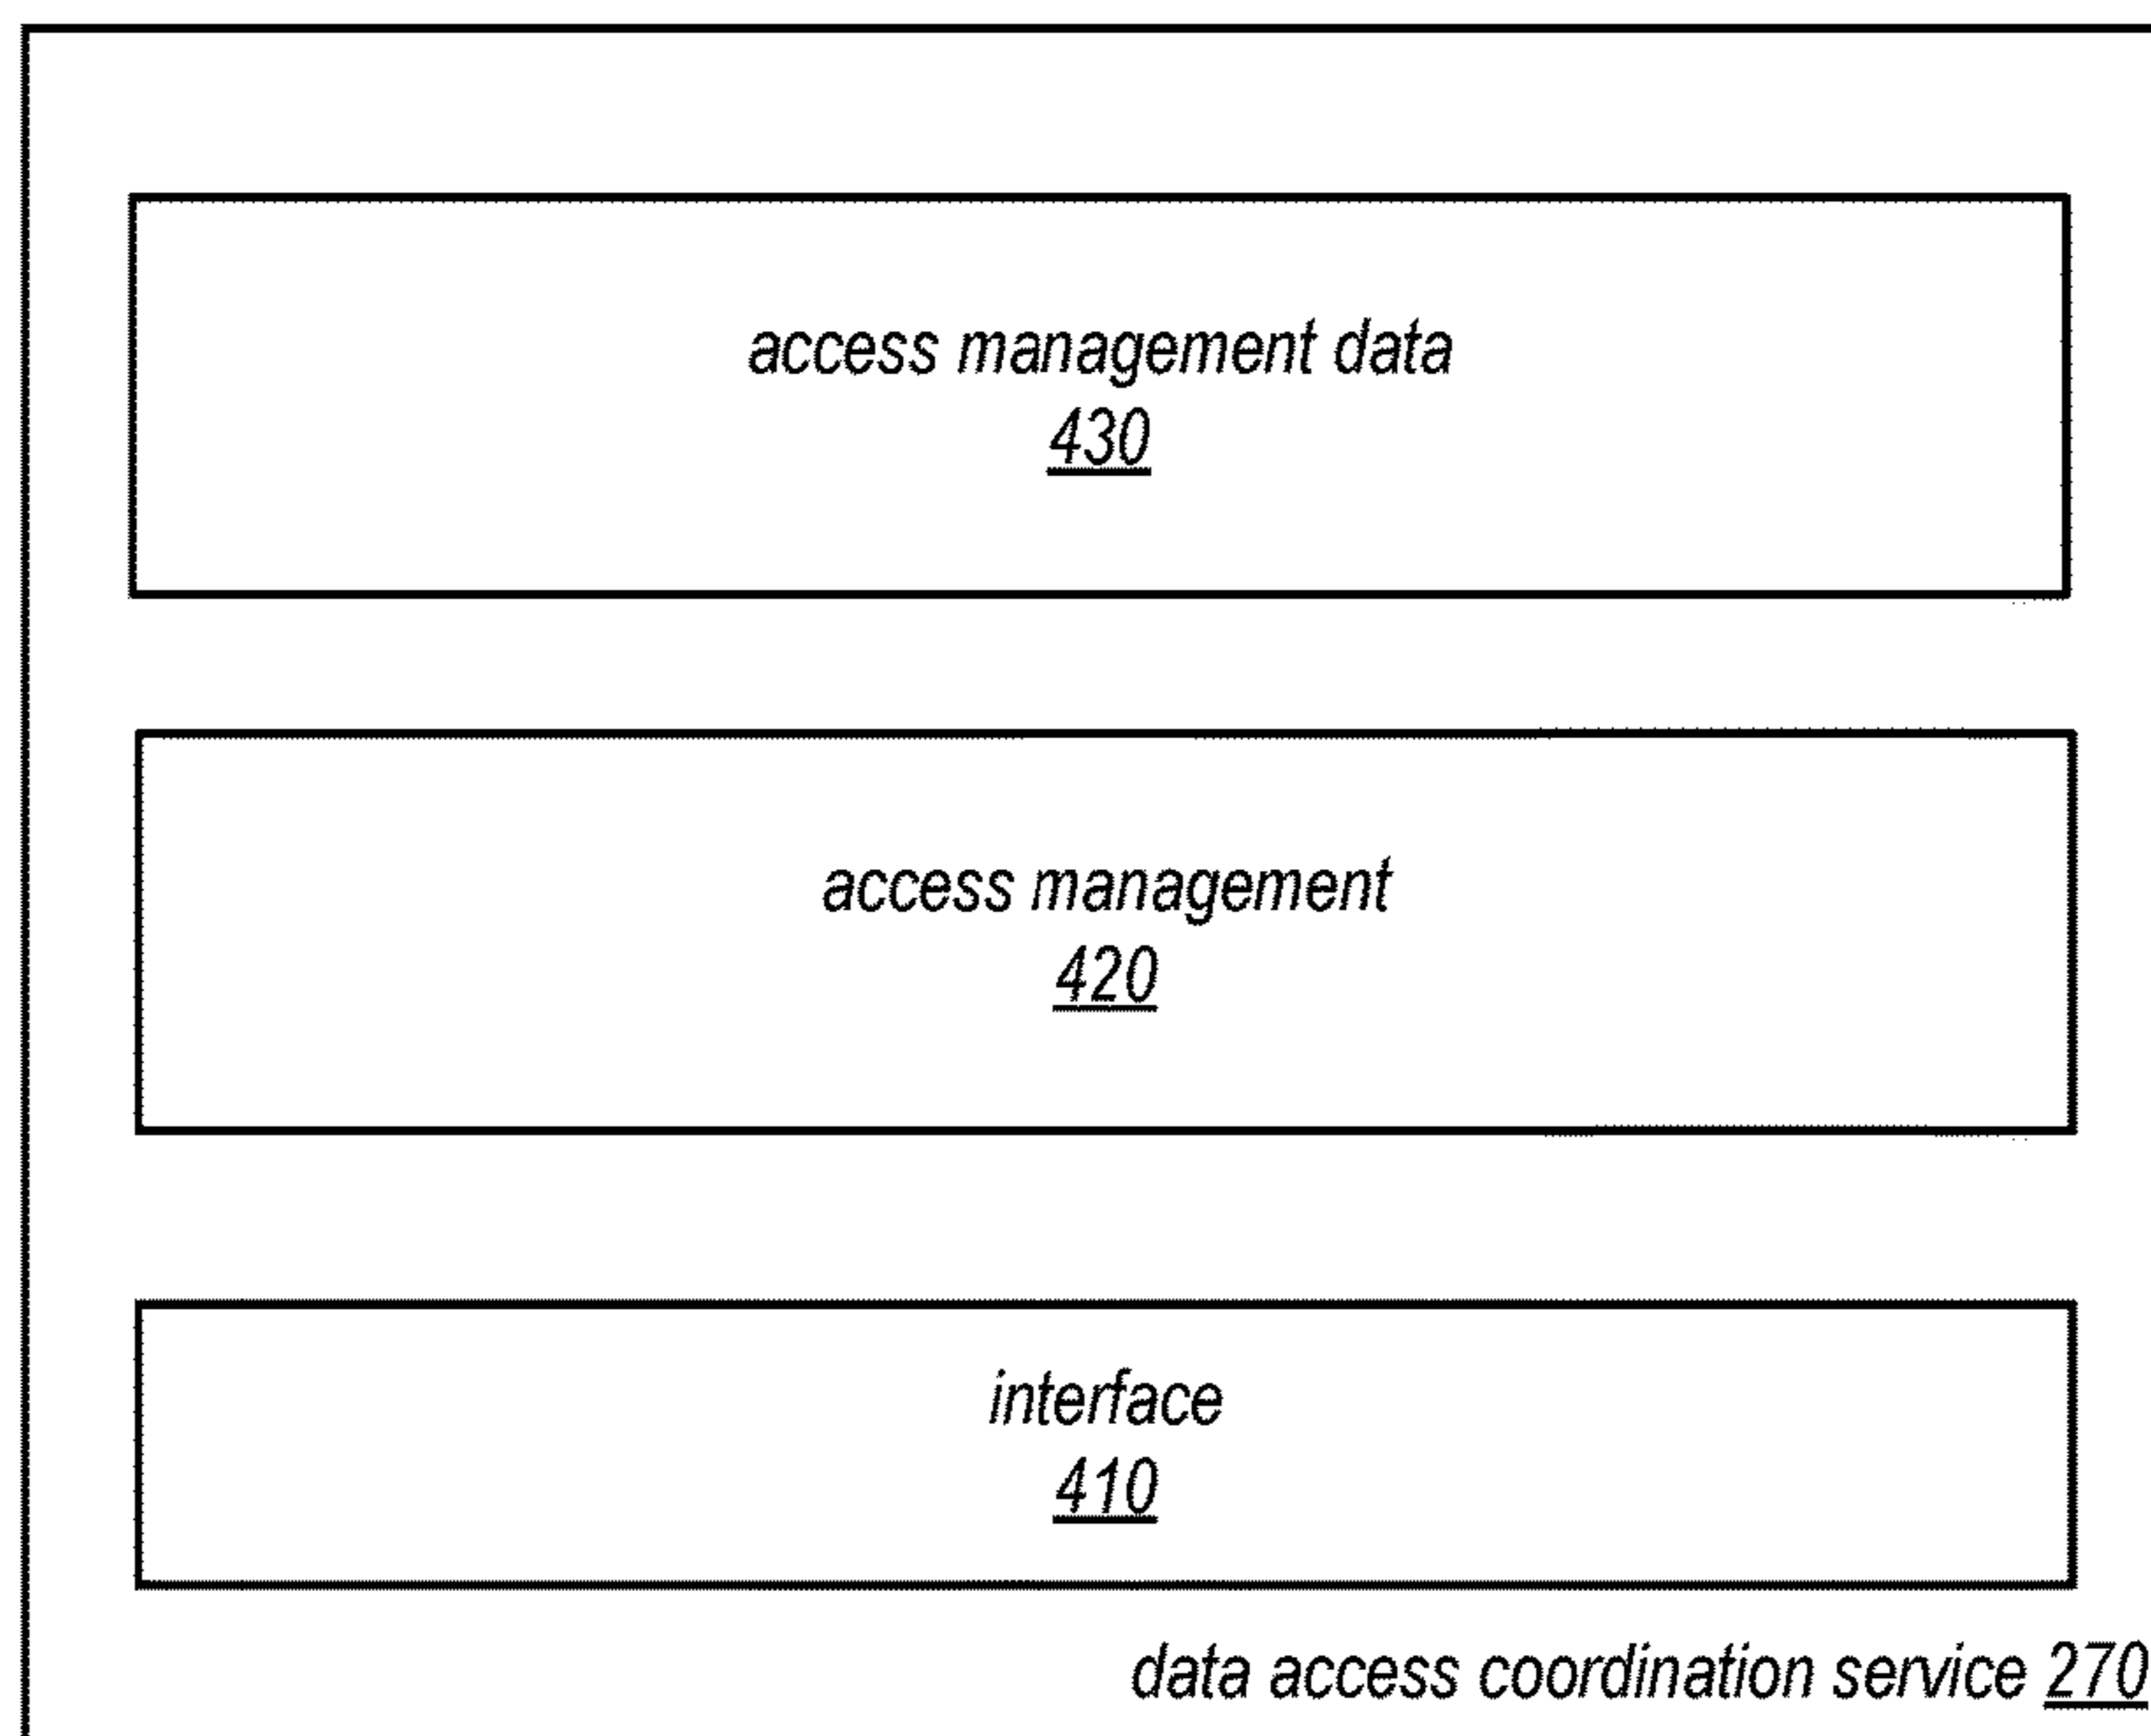 access management data
430
access management
420
interface
410
data access coordination service 270